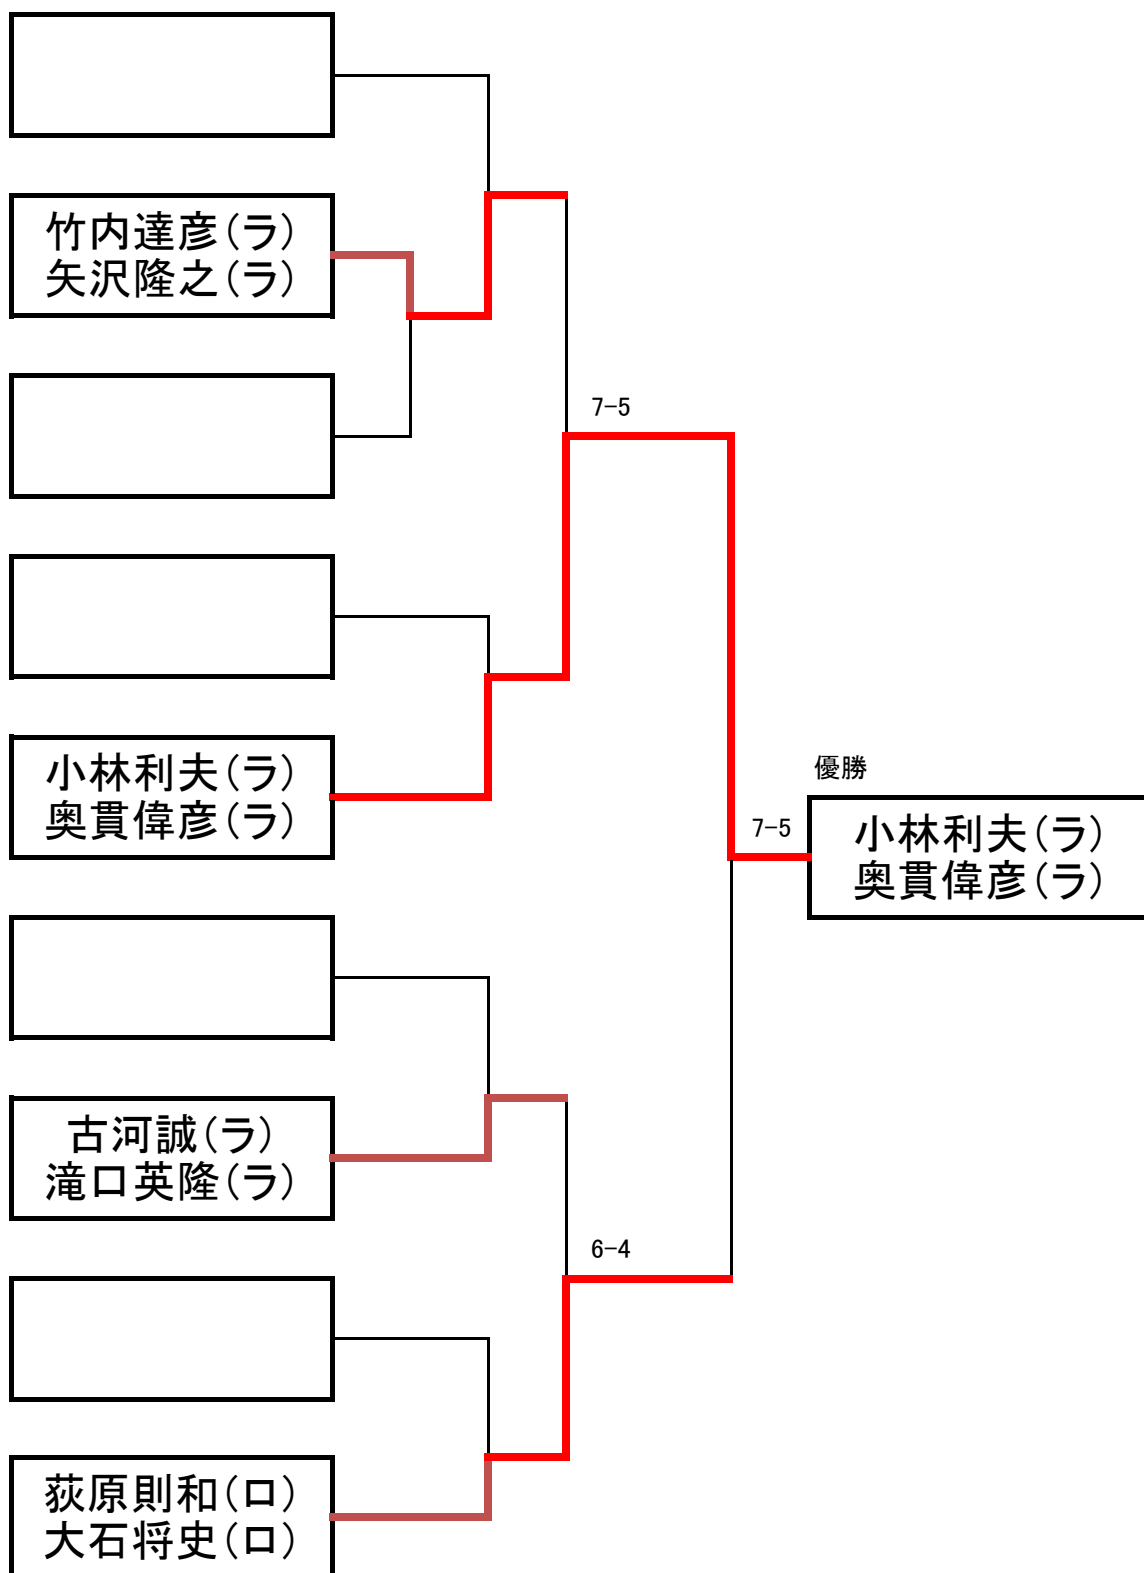 竹内達彦(ラ)
矢沢隆之(ラ)
7-5
小林利夫(ラ)
奥貫偉彦(ラ)
優勝
7-5
小林利夫(ラ)
奥貫偉彦(ラ)
古河誠(ラ)
滝口英隆(ラ)
6-4
荻原則和(ロ)
大石将史(ロ)